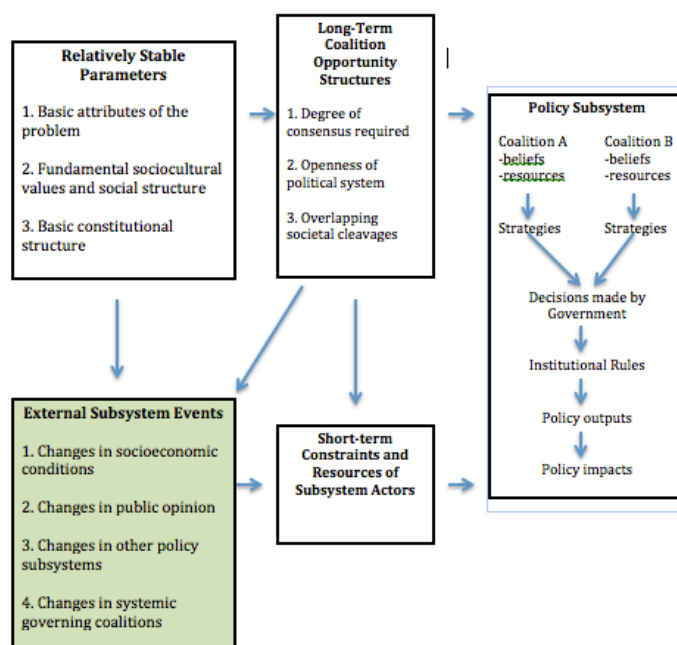 Relatively Stable
Parameters
1. Basic attributes of the
problem
2. Fundamental sociocultural
values and social structure
3. Basic constitutional
structure
Long-Term
Coalition
Opportunity
Structures
1. Degree of
consensus required
2. Openness of
political system
3. Overlapping
societal cleavages
Policy Subsystem
Coalition A
-beliefs
-resources
Coalition B
-beliefs
-resources
Strategies
Strategies
Decisions made by
Government
Institutional Rules
Policy outputs
Policy impacts
External Subsystem Events
1. Changes in socioeconomic
conditions
2. Changes in public opinion
3. Changes in other policy
subsystems
4. Changes in systemic
governing coalitions
Short-term
Constraints and
Resources of
Subsystem Actors